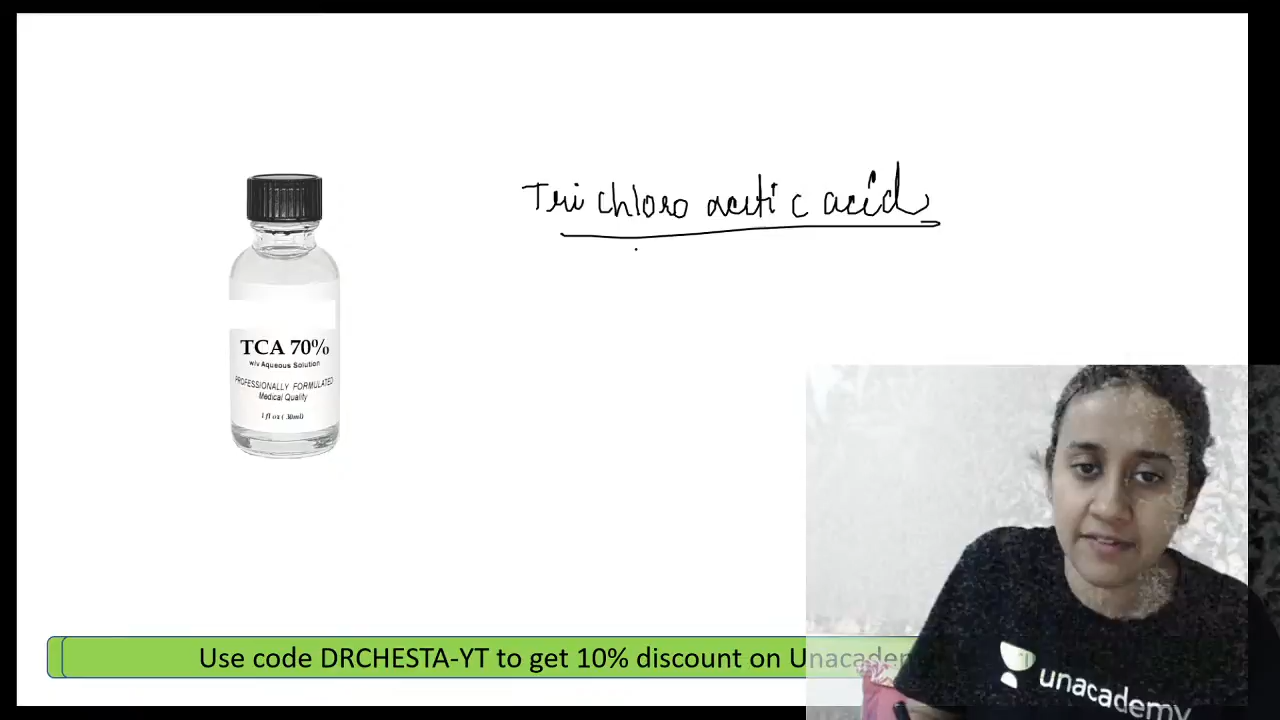 Tri chloro acetic acid
TCA 70%
w/v Aqueous Solution
PROFESSIONALLY FORMULATED
Medical Quality
1 fl oz ( 30ml)
Use code DRCHESTA-YT to get 10% discount on Unacade
unacademy